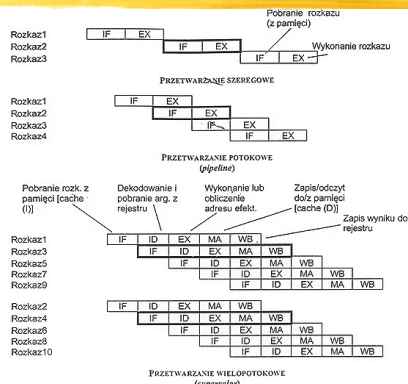 Pobranie rozkazu
(z pamięci)
Rozkaz1 IF EX
Rozkaz2 IF EX Wykonanie rozkazu
Rozkaz3 IF EX
PRZETWARZANIE SZEREGOWE
Rozkaz1 IF EX
Rozkaz2 IF EX
Rozkaz3 IF EX
Rozkaz4 IF EX
PRZETWARZANIE POTOKOWE
(pipeline)
Pobranie rozk. z Dekodowanie i Wykonanie lub Zapis/odczyt
pamięci [cache pobranie arg. z obliczenie do/z pamięci
(I)] rejestru adresu efekt. [cache (D)]
Zapis wyniku do
rejestru
Rozkaz1 IF ID EX MA WB
Rozkaz3 IF ID EX MA WB
Rozkaz5 IF ID EX MA WB
Rozkaz7 IF ID EX MA WB
Rozkaz9 IF ID EX MA WB
Rozkaz2 IF ID EX MA WB
Rozkaz4 IF ID EX MA WB
Rozkaz6 IF ID EX MA WB
Rozkaz8 IF ID EX MA WB
Rozkaz10 IF ID EX MA WB
PRZETWARZANIE WIELOPOTOKOWE